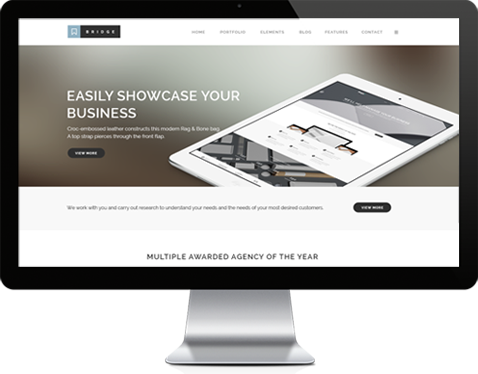 BRIDGE
HOME PORTFOLIO ELEMENTS BLOG FEATURES CONTACT
EASILY SHOWCASE YOUR
BUSINESS
Croc-embossed leather constructs this modern Rag & Bone bag.
A top strap pierces through the front flap.
VIEW MORE
We work with you and carry out research to understand your needs and the needs of your most desired customers.
VIEW MORE
MULTIPLE AWARDED AGENCY OF THE YEAR